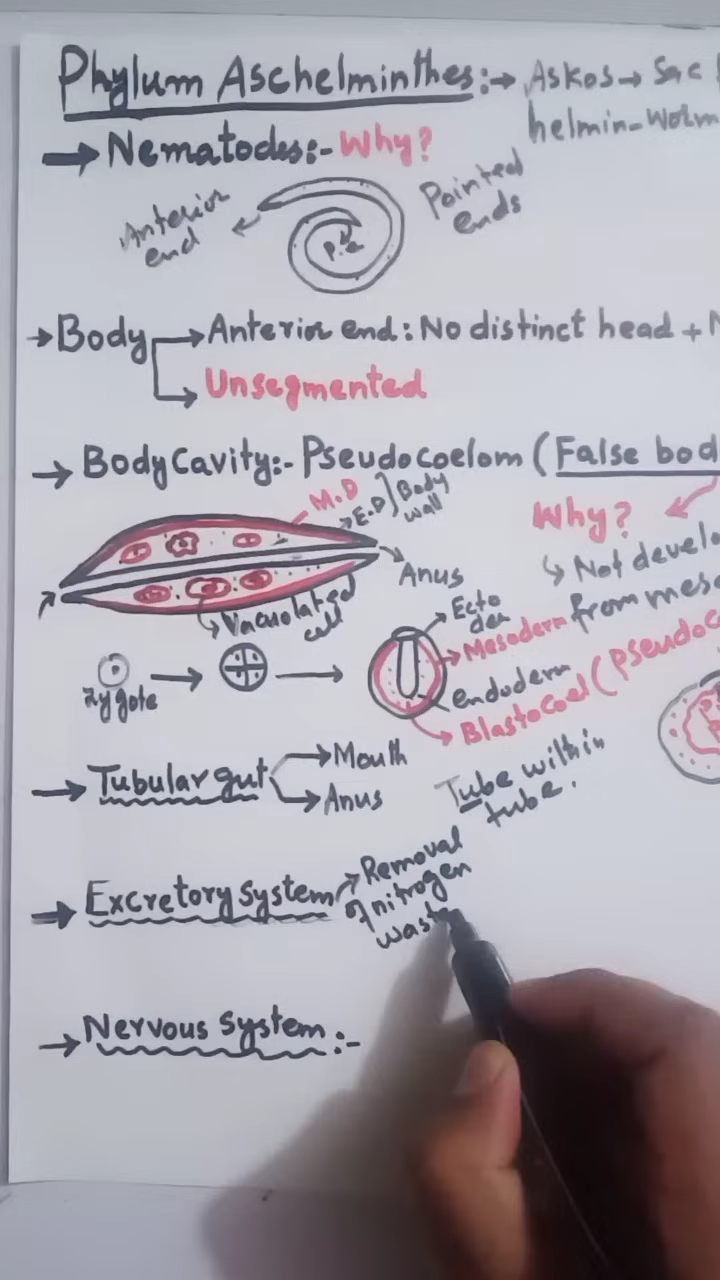 Phylum Aschelminthes:→ Askos→ Sac
helmin-Worm
→ Nematodes:- Why?
Anterior end
Pointed ends
P.e
→ Body → Anterior end: No distinct head + N
→ Unsegmented
→ Body Cavity:- Pseudocoelom (False bod
M.D
→ E.D] Body wall
Why?
Anus
↳ Not develo
from mes
↳ Vacuolated cell
Ecto der
Mesoderm
zygote
endoderm
Blastocoel (pseudoc
→ Tubular gut → Mouth
→ Anus
Tube within tube.
→ Excretory System → Removal
of nitrogen
waste
→ Nervous System:-